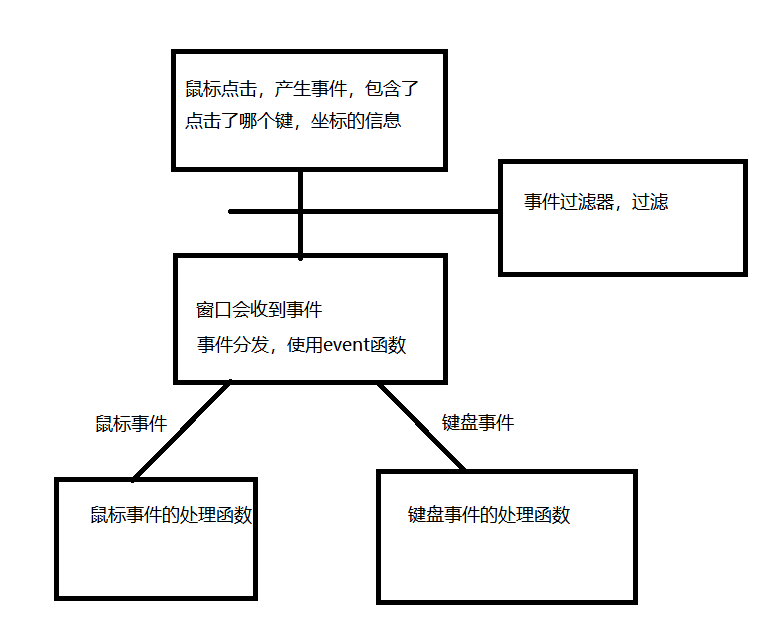 鼠标点击，产生事件，包含了
点击了哪个键，坐标的信息
事件过滤器，过滤
窗口会收到事件
事件分发，使用event函数
鼠标事件
键盘事件
鼠标事件的处理函数
键盘事件的处理函数